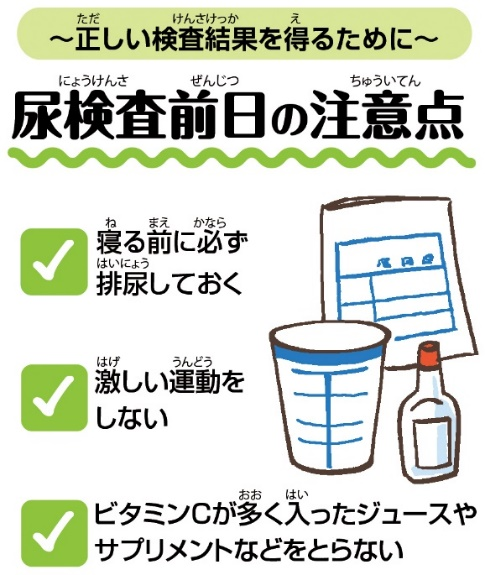 ～正しい検査結果を得るために～
尿検査前日の注意点
寝る前に必ず
排尿しておく
激しい運動を
しない
ビタミンCが多く入ったジュースや
サプリメントなどをとらない